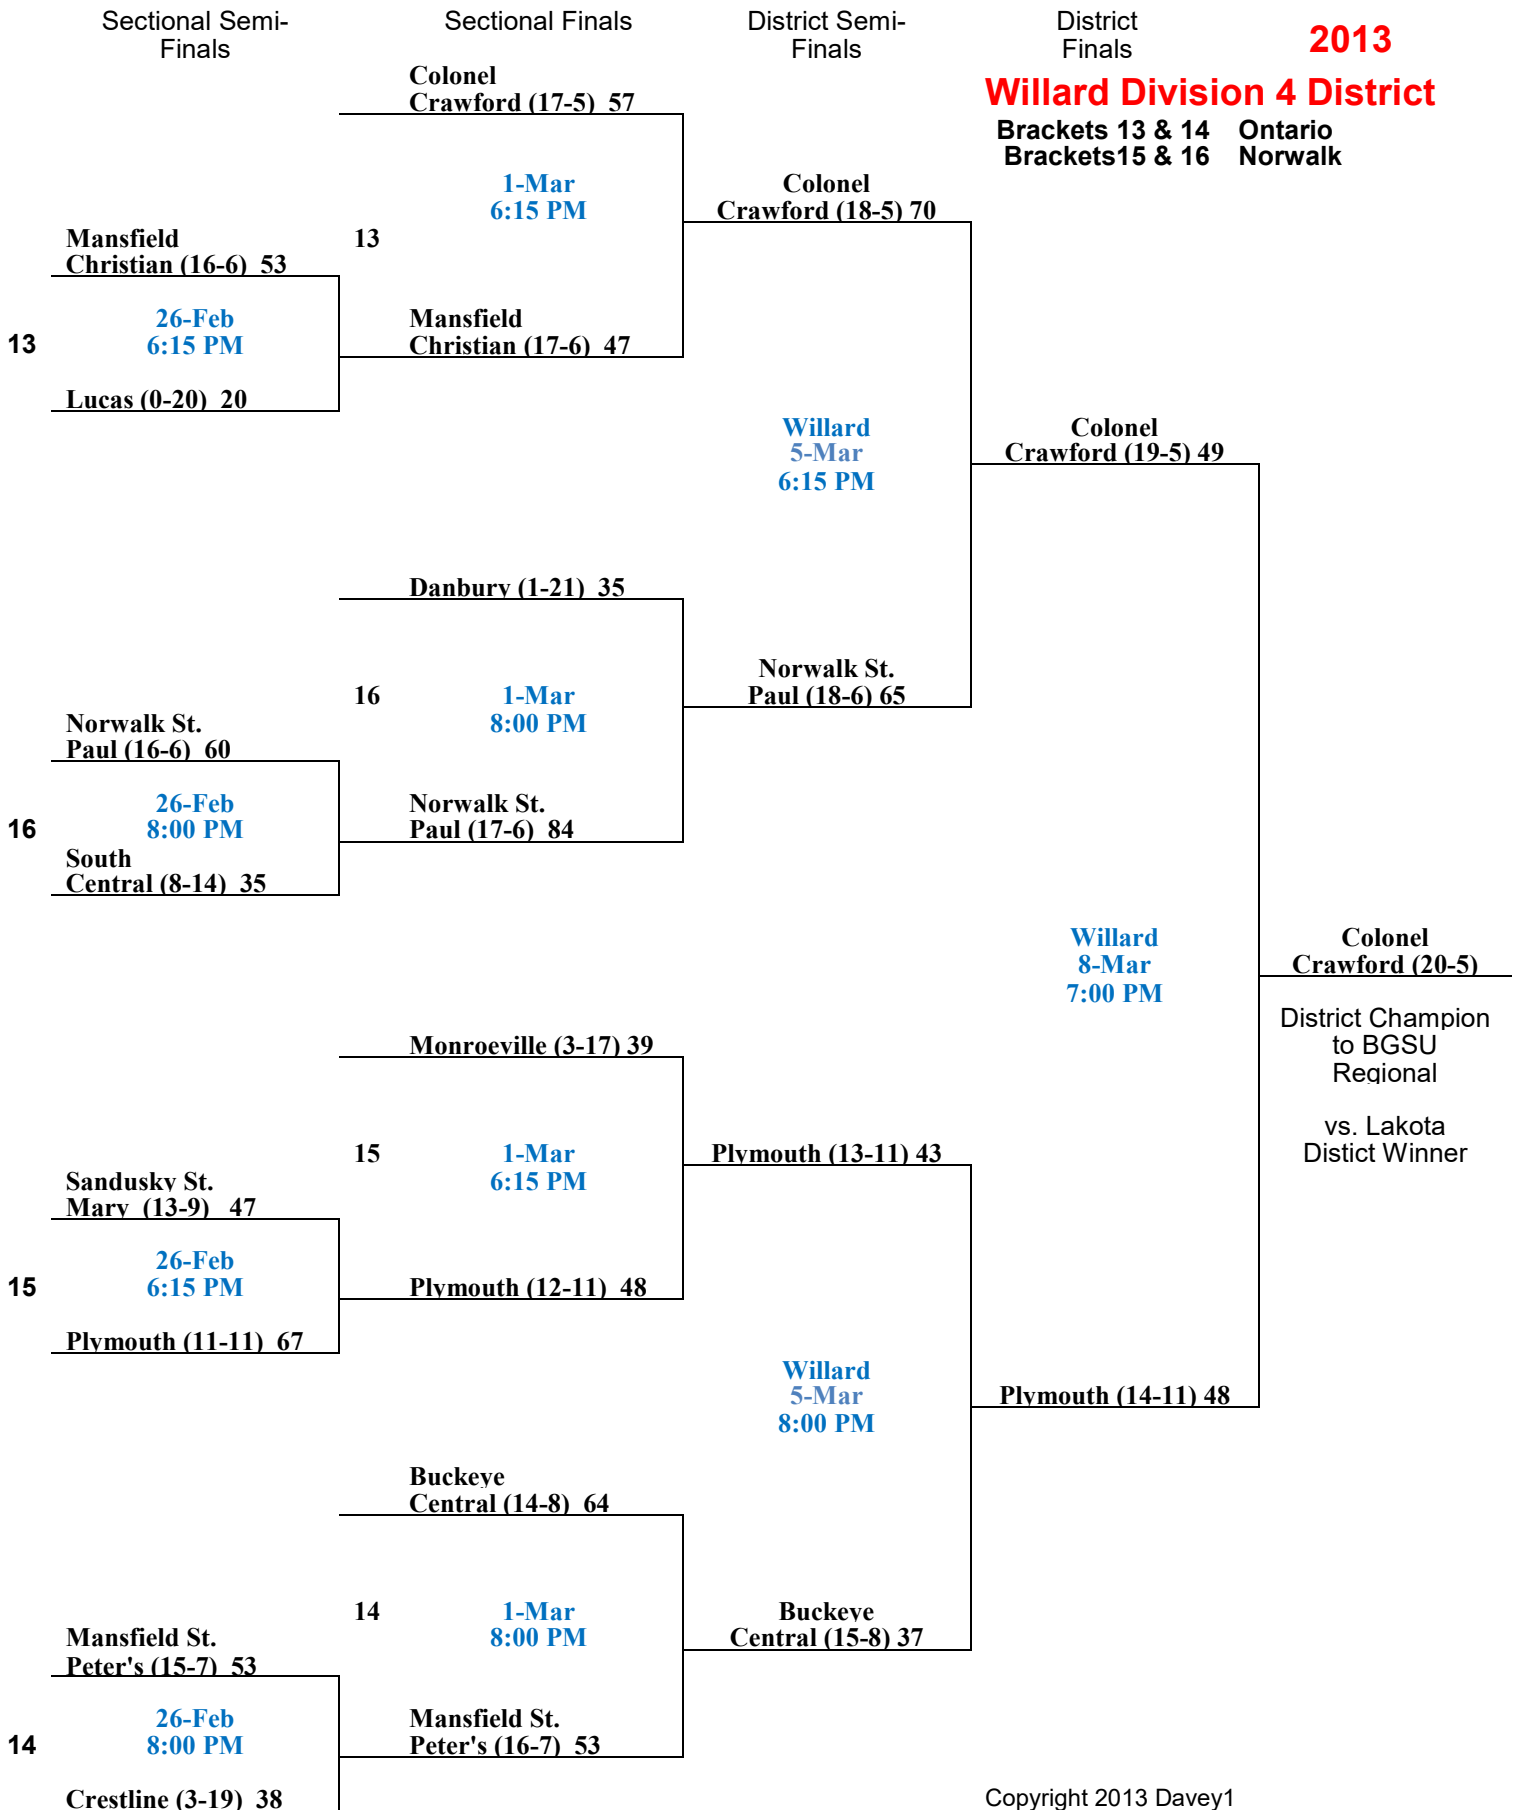 Sectional Semi-
Finals
Sectional Finals
District Semi-
Finals
District
Finals
2013
Willard Division 4 District
Brackets 13 & 14 Ontario
Brackets15 & 16 Norwalk
Colonel
Crawford (17-5) 57
1-Mar
6:15 PM
Colonel
Crawford (18-5) 70
Mansfield
Christian (16-6) 53
13
26-Feb
6:15 PM
13
Mansfield
Christian (17-6) 47
Lucas (0-20) 20
Willard
5-Mar
6:15 PM
Colonel
Crawford (19-5) 49
Danbury (1-21) 35
16
1-Mar
8:00 PM
Norwalk St.
Paul (18-6) 65
Norwalk St.
Paul (16-6) 60
16
26-Feb
8:00 PM
Norwalk St.
Paul (17-6) 84
South
Central (8-14) 35
Willard
8-Mar
7:00 PM
Colonel
Crawford (20-5)
District Champion
to BGSU
Regional
vs. Lakota
Distict Winner
Monroeville (3-17) 39
15
1-Mar
6:15 PM
Plymouth (13-11) 43
Sandusky St.
Mary (13-9) 47
15
26-Feb
6:15 PM
Plymouth (12-11) 48
Plymouth (11-11) 67
Willard
5-Mar
8:00 PM
Plymouth (14-11) 48
Buckeye
Central (14-8) 64
14
1-Mar
8:00 PM
Buckeye
Central (15-8) 37
Mansfield St.
Peter's (15-7) 53
14
26-Feb
8:00 PM
Mansfield St.
Peter's (16-7) 53
Crestline (3-19) 38
Copyright 2013 Davey1